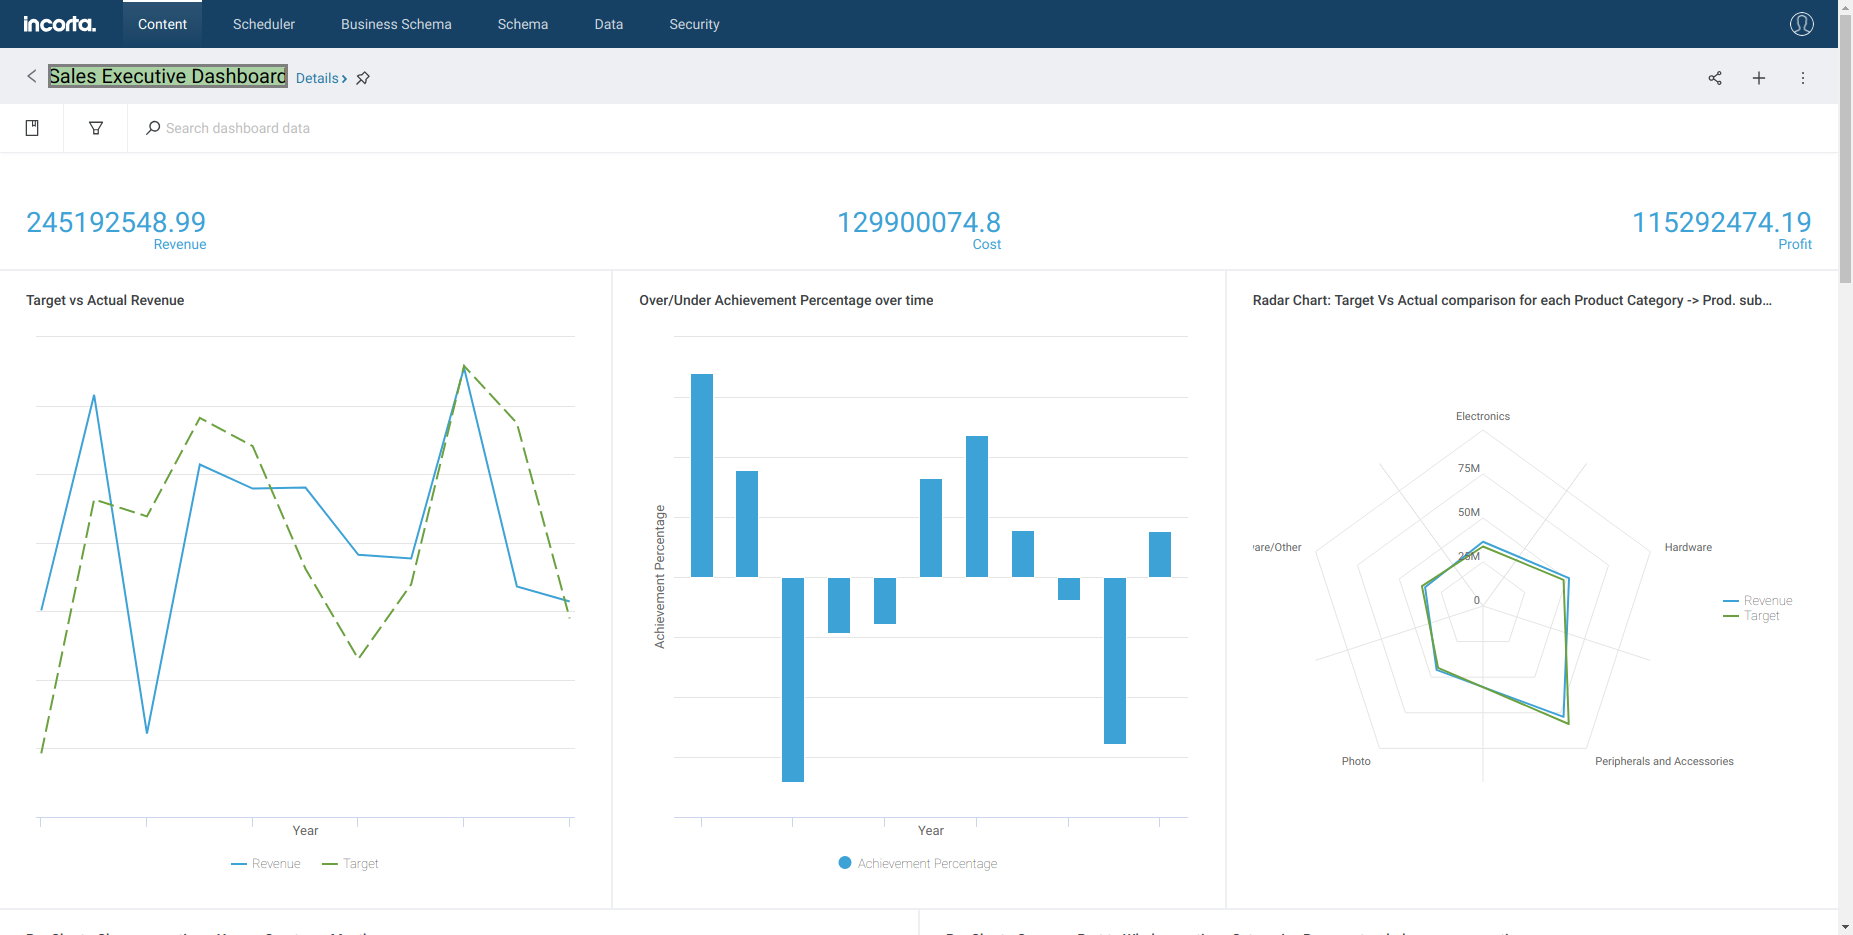 incorta.
Content
Scheduler
Business Schema
Schema
Data
Security
Sales Executive Dashboard
Details
Search dashboard data
245192548.99
Revenue
129900074.8
Cost
115292474.19
Profit
Target vs Actual Revenue
Year
Revenue
Target
Over/Under Achievement Percentage over time
Achievement Percentage
Year
Achievement Percentage
Radar Chart: Target Vs Actual comparison for each Product Category -> Prod. sub...
Electronics
75M
50M
25M
0
vare/Other
Hardware
Photo
Peripherals and Accessories
Revenue
Target